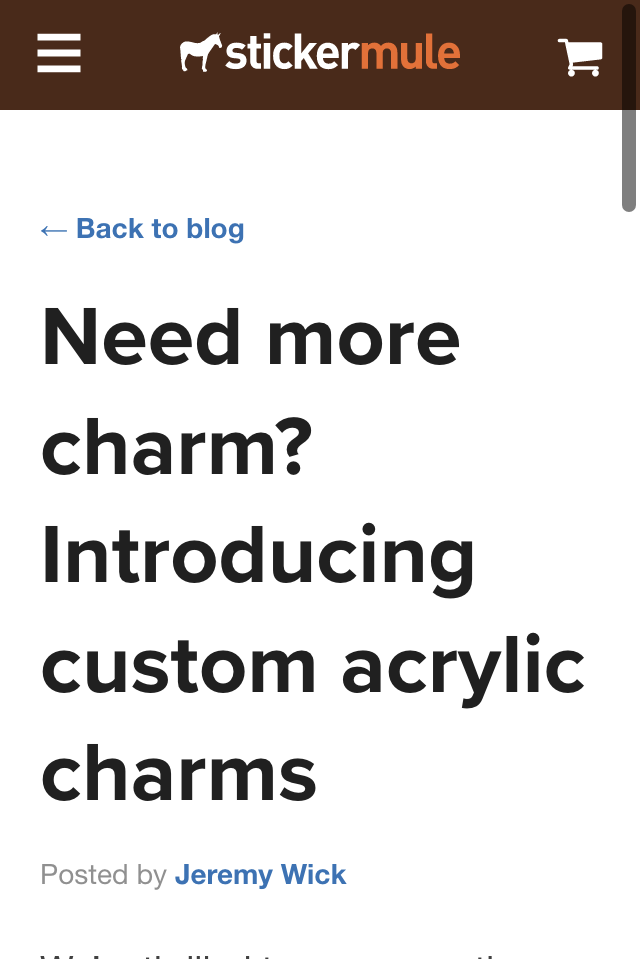 stickermule
← Back to blog
Need more
charm?
Introducing
custom acrylic
charms
Posted by Jeremy Wick